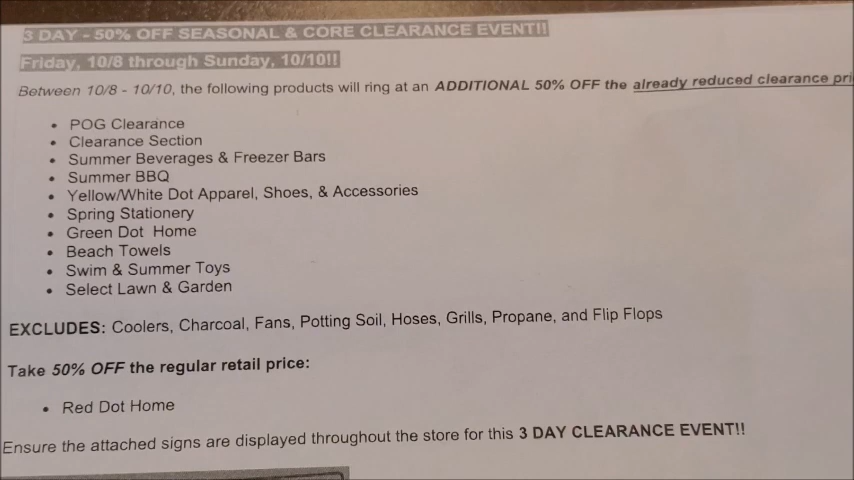 3 DAY - 50% OFF SEASONAL & CORE CLEARANCE EVENT!!
Friday, 10/8 through Sunday, 10/10!!
Between 10/8 - 10/10, the following products will ring at an ADDITIONAL 50% OFF the already reduced clearance
• POG Clearance
• Clearance Section
• Summer Beverages & Freezer Bars
• Summer BBQ
• Yellow/White Dot Apparel, Shoes, & Accessories
• Spring Stationery
• Green Dot Home
• Beach Towels
• Swim & Summer Toys
• Select Lawn & Garden
EXCLUDES: Coolers, Charcoal, Fans, Potting Soil, Hoses, Grills, Propane, and Flip Flops
Take 50% OFF the regular retail price:
• Red Dot Home
Ensure the attached signs are displayed throughout the store for this 3 DAY CLEARANCE EVENT!!